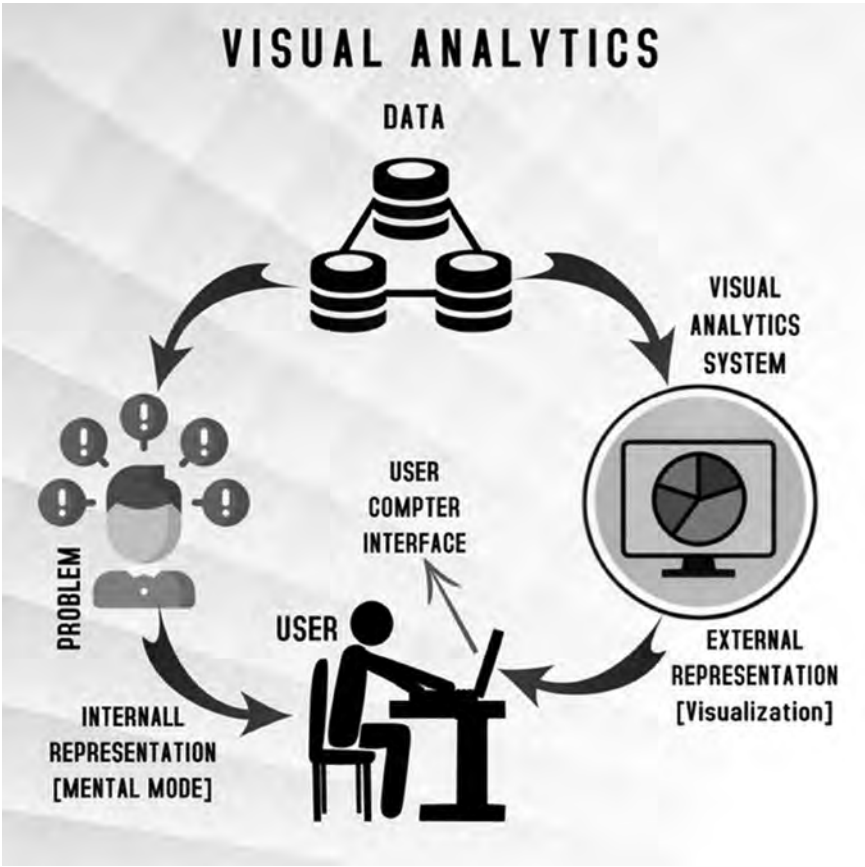 VISUAL ANALYTICS
DATA
VISUAL
ANALYTICS
SYSTEM
USER
COMPTER
INTERFACE
PROBLEM
USER
EXTERNAL
REPRESENTATION
[Visualization]
INTERNALL
REPRESENTATION
[MENTAL MODE]